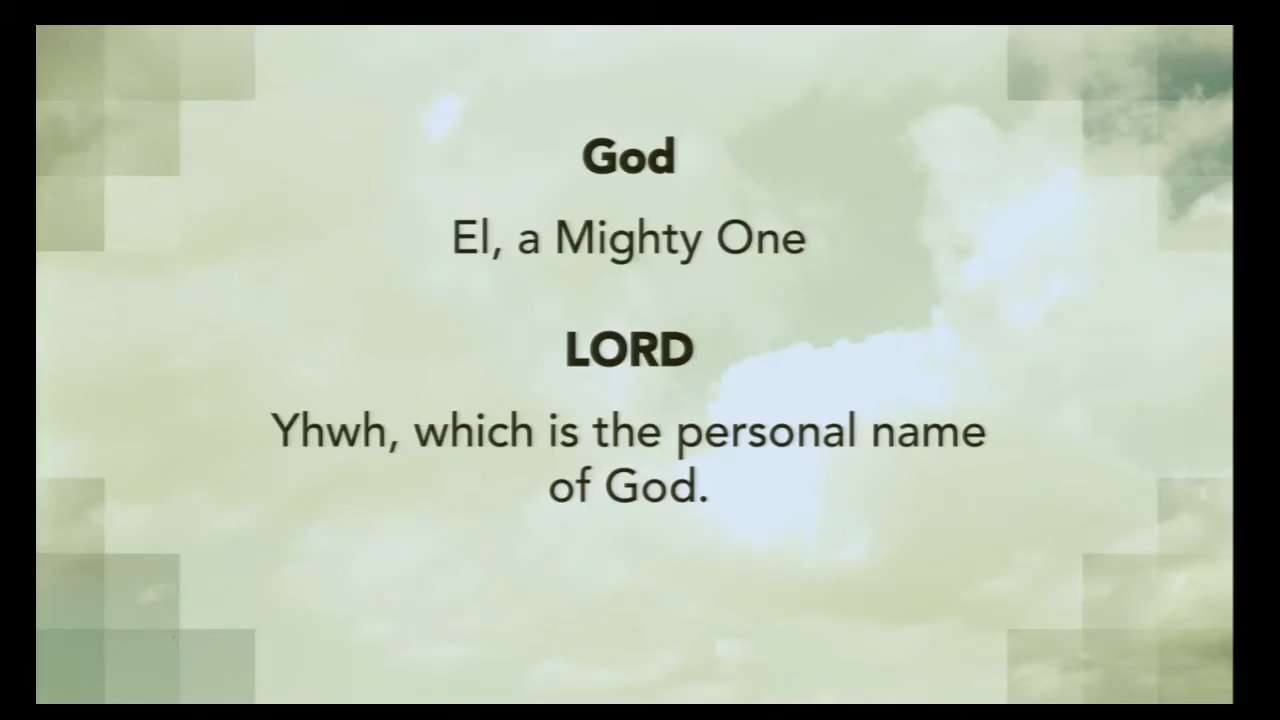 God
El, a Mighty One
LORD
Yhwh, which is the personal name
of God.